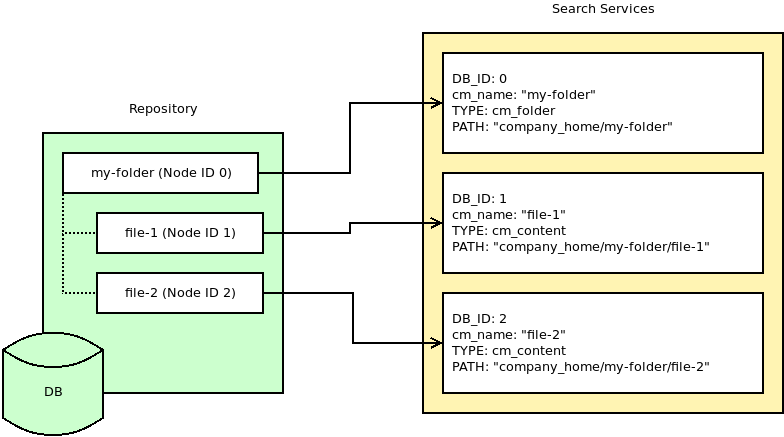 Search Services
DB_ID: 0
cm_name: "my-folder"
TYPE: cm_folder
PATH: "company_home/my-folder"
Repository
my-folder (Node ID 0)
DB_ID: 1
cm_name: "file-1"
TYPE: cm_content
PATH: "company_home/my-folder/file-1"
file-1 (Node ID 1)
file-2 (Node ID 2)
DB_ID: 2
cm_name: "file-2"
TYPE: cm_content
PATH: "company_home/my-folder/file-2"
DB